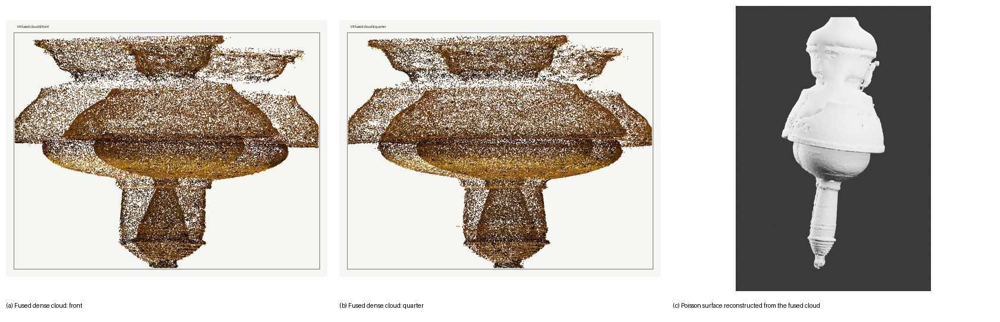 V4 fused cloud front
V4 fused cloud quarter
(a) Fused dense cloud: front
(b) Fused dense cloud: quarter
(c) Poisson surface reconstructed from the fused cloud